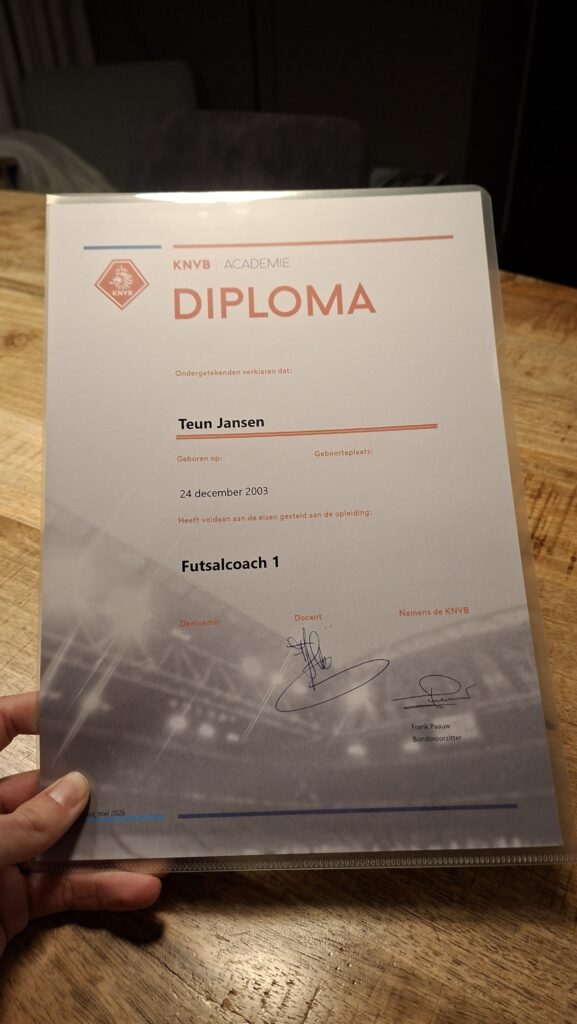 KNVB
KNVB | ACADEMIE
DIPLOMA
Ondergetekenden verklaren dat:
Teun Jansen
Geboren op: Geboorteplaats:
24 december 2003
Heeft voldaan aan de eisen gesteld aan de opleiding:
Futsalcoach 1
Deelnemer Docent Namens de KNVB
Frank Paauw
Bondsvoorzitter
mei 2026